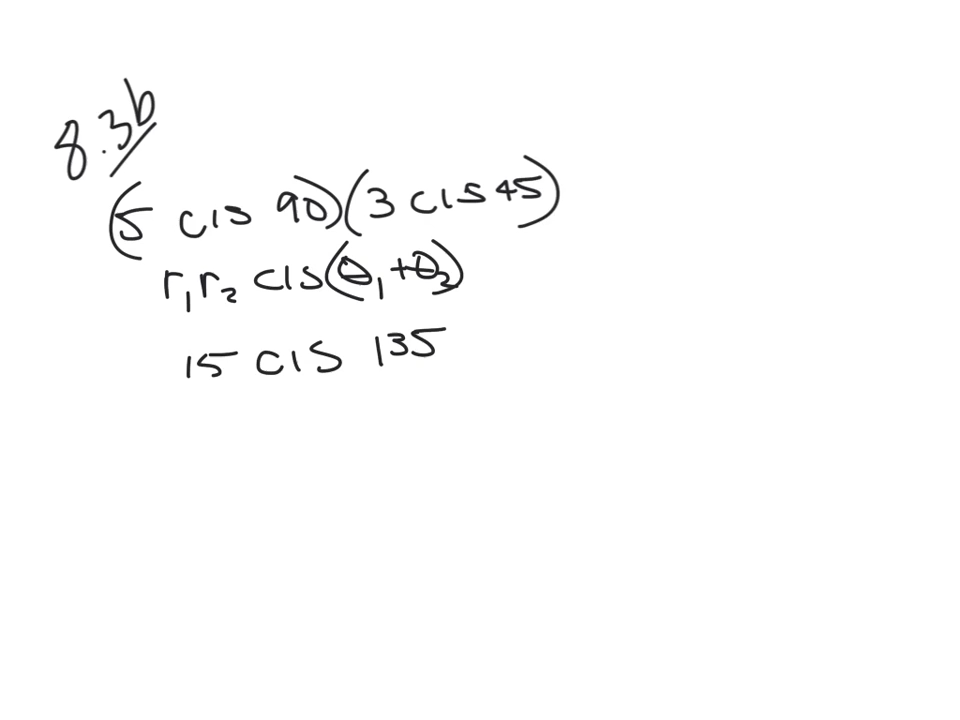 8.3b
(5 cis 90)(3 cis 45)
r₁r₂ cis(θ₁+θ₂)
15 cis 135